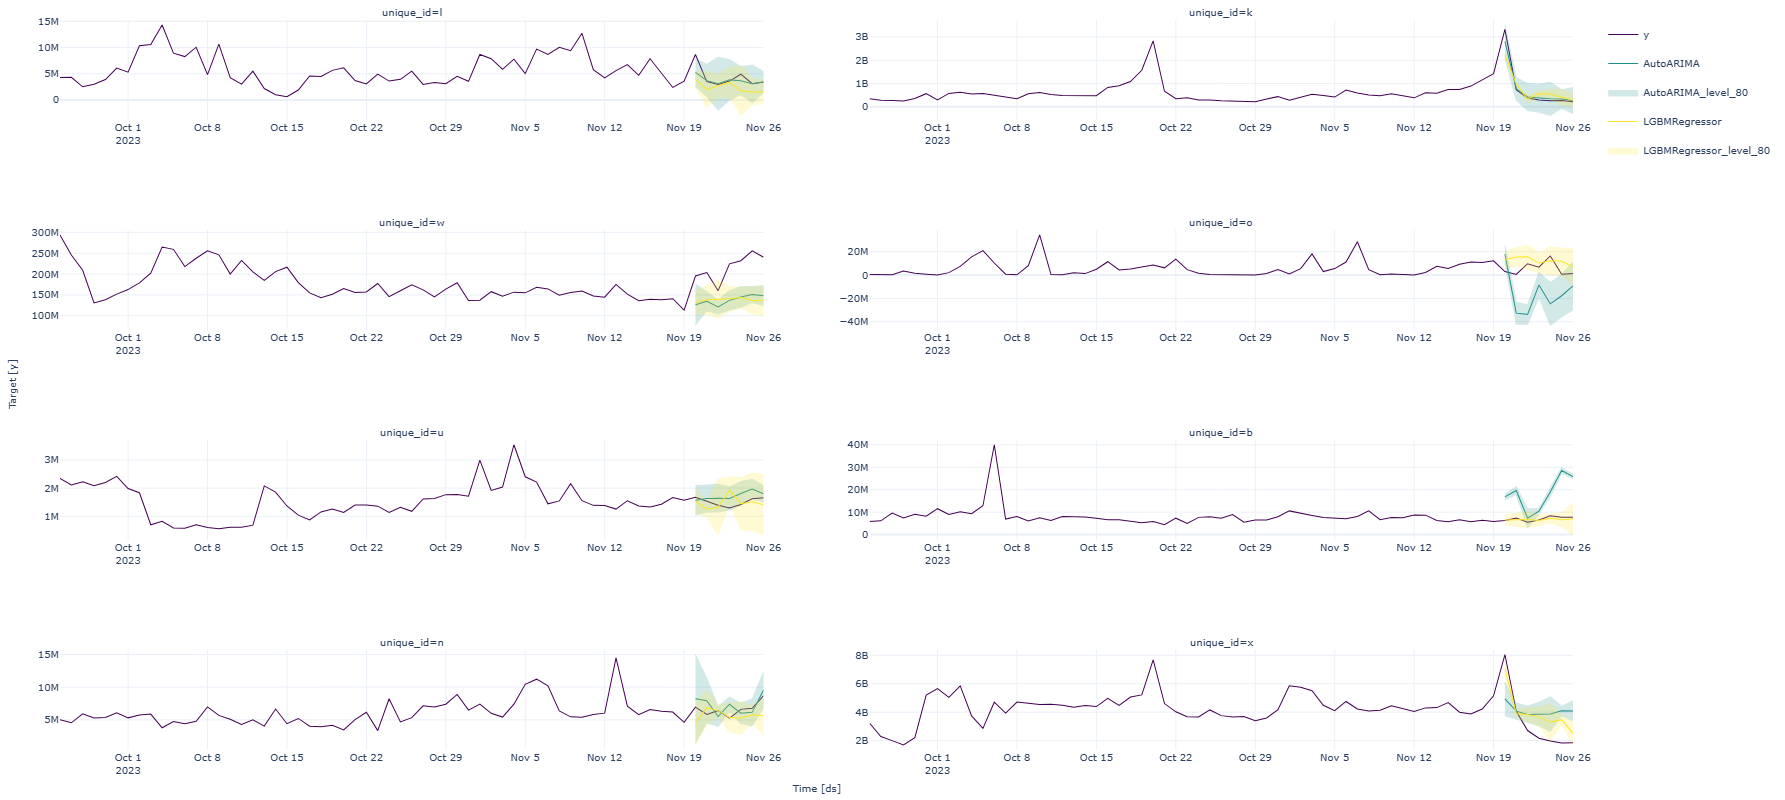 unique_id=l
15M
10M
5M
0
Oct 1
2023
Oct 8
Oct 15
Oct 22
Oct 29
Nov 5
Nov 12
Nov 19
Nov 26
unique_id=k
3B
2B
1B
0
Oct 1
2023
Oct 8
Oct 15
Oct 22
Oct 29
Nov 5
Nov 12
Nov 19
Nov 26
y
AutoARIMA
AutoARIMA_level_80
LGBMRegressor
LGBMRegressor_level_80
unique_id=w
300M
250M
200M
150M
100M
Oct 1
2023
Oct 8
Oct 15
Oct 22
Oct 29
Nov 5
Nov 12
Nov 19
Nov 26
unique_id=o
20M
0
−20M
−40M
Oct 1
2023
Oct 8
Oct 15
Oct 22
Oct 29
Nov 5
Nov 12
Nov 19
Nov 26
Target [y]
unique_id=u
3M
2M
1M
Oct 1
2023
Oct 8
Oct 15
Oct 22
Oct 29
Nov 5
Nov 12
Nov 19
Nov 26
unique_id=b
40M
30M
20M
10M
0
Oct 1
2023
Oct 8
Oct 15
Oct 22
Oct 29
Nov 5
Nov 12
Nov 19
Nov 26
unique_id=n
15M
10M
5M
Oct 1
2023
Oct 8
Oct 15
Oct 22
Oct 29
Nov 5
Nov 12
Nov 19
Nov 26
unique_id=x
8B
6B
4B
2B
Oct 1
2023
Oct 8
Oct 15
Oct 22
Oct 29
Nov 5
Nov 12
Nov 19
Nov 26
Time [ds]